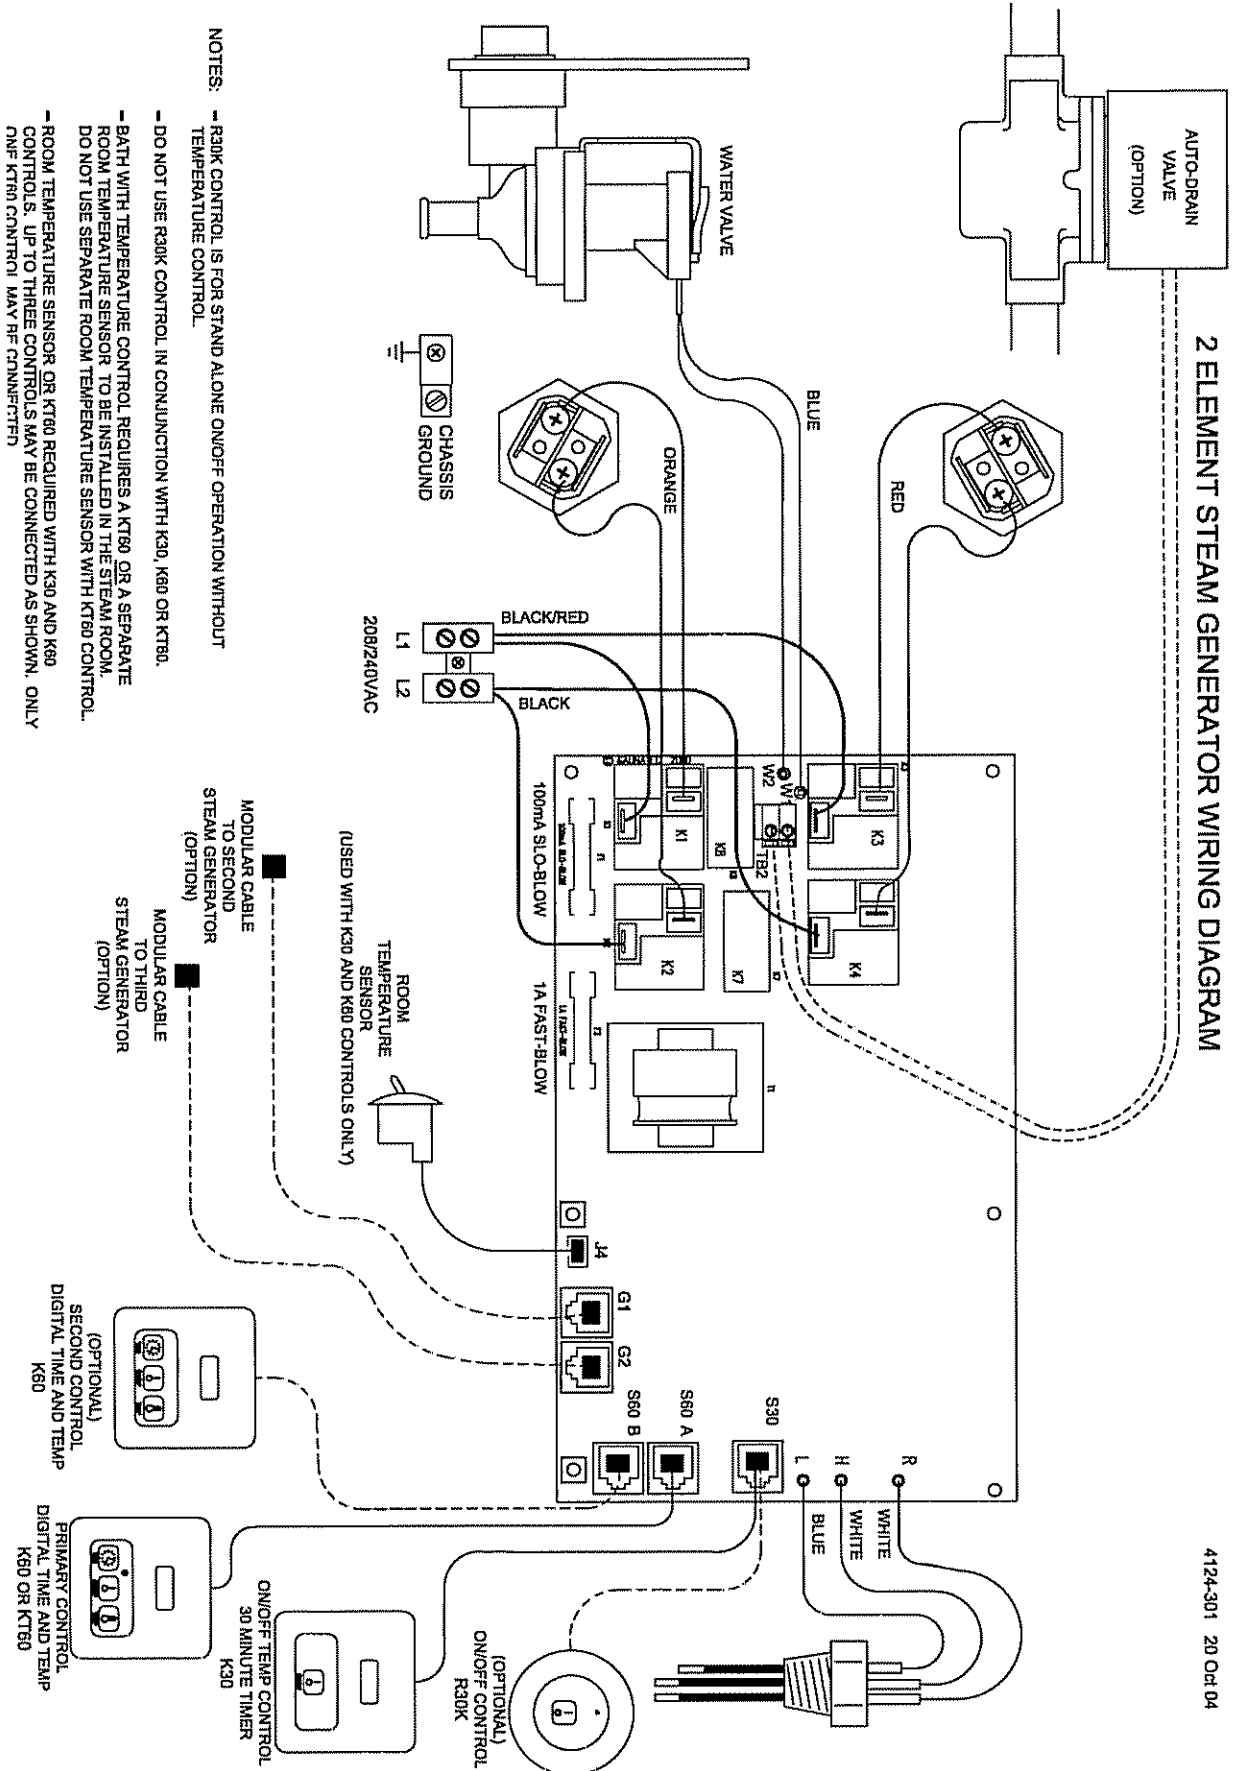 2 ELEMENT STEAM GENERATOR WIRING DIAGRAM
4124-301 20 Oct 04
AUTO-DRAIN
VALVE
(OPTION)
WATER VALVE
BLUE
RED
ORANGE
CHASSIS
GROUND
BLACK/RED
BLACK
L1
L2
208/240VAC
K3
K4
W2
W
TB2
K8
K7
K1
K2
100mA SLO-BLOW
1A FAST-BLOW
J4
G1
G2
S60 B
S60 A
S30
L
H
R
BLUE
WHITE
WHITE
ROOM
TEMPERATURE
SENSOR
(USED WITH K30 AND K60 CONTROLS ONLY)
MODULAR CABLE
TO SECOND
STEAM GENERATOR
(OPTION)
MODULAR CABLE
TO THIRD
STEAM GENERATOR
(OPTION)
(OPTIONAL)
SECOND CONTROL
DIGITAL TIME AND TEMP
K60
PRIMARY CONTROL
DIGITAL TIME AND TEMP
K60 OR KT60
ON/OFF TEMP CONTROL
30 MINUTE TIMER
K30
(OPTIONAL)
ON/OFF CONTROL
R30K
NOTES: - R30K CONTROL IS FOR STAND ALONE ON/OFF OPERATION WITHOUT
TEMPERATURE CONTROL.
- DO NOT USE R30K CONTROL IN CONJUNCTION WITH K30, K60 OR KT60.
- BATH WITH TEMPERATURE CONTROL REQUIRES A KT60 OR A SEPARATE
ROOM TEMPERATURE SENSOR TO BE INSTALLED IN THE STEAM ROOM.
DO NOT USE SEPARATE ROOM TEMPERATURE SENSOR WITH KT60 CONTROL.
- ROOM TEMPERATURE SENSOR OR KT60 REQUIRED WITH K30 AND K60
CONTROLS. UP TO THREE CONTROLS MAY BE CONNECTED AS SHOWN. ONLY
ONE KT60 CONTROL MAY BE CONNECTED